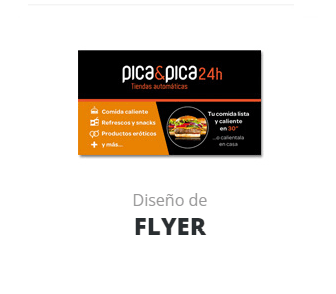 pica&pica24h
Tiendas automáticas
Comida caliente
Refrescos y snacks
Productos eróticos
y más...
Tu comida lista
y caliente
en 30"
...o calientala
en casa
Diseño de
FLYER